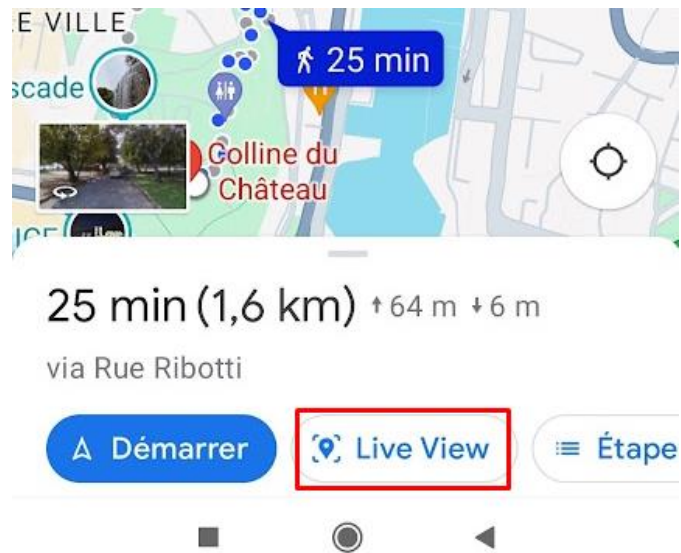 E VILLE
25 min
scade
Colline du
Château
25 min (1,6 km) 64 m 6 m
via Rue Ribotti
Démarrer
Live View
Étape